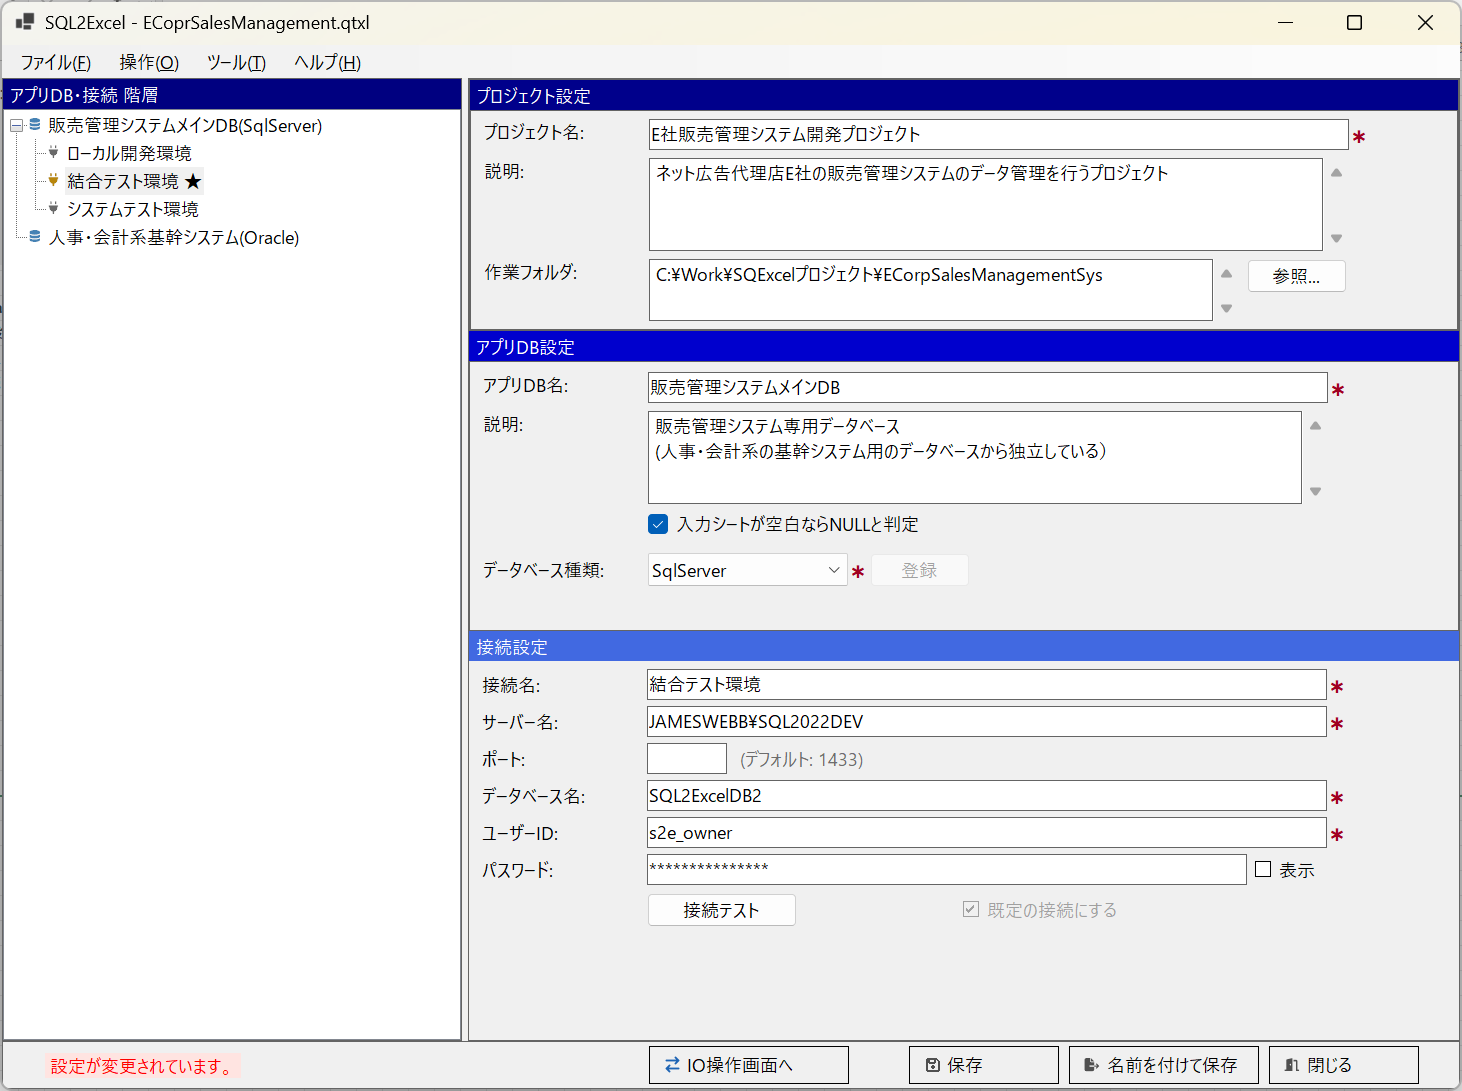 SQL2Excel - ECoprSalesManagement.qtxl
ファイル(F) 操作(O) ツール(T) ヘルプ(H)
アプリDB・接続 階層
販売管理システムメインDB(SqlServer)
ローカル開発環境
結合テスト環境 ★
システムテスト環境
人事・会計系基幹システム(Oracle)
プロジェクト設定
プロジェクト名: E社販売管理システム開発プロジェクト *
説明: ネット広告代理店E社の販売管理システムのデータ管理を行うプロジェクト
作業フォルダ: C:¥Work¥SQExcelプロジェクト¥ECorpSalesManagementSys 参照...
アプリDB設定
アプリDB名: 販売管理システムメインDB *
説明: 販売管理システム専用データベース
(人事・会計系の基幹システム用のデータベースから独立している)
入力シートが空白ならNULLと判定
データベース種類: SqlServer * 登録
接続設定
接続名: 結合テスト環境 *
サーバー名: JAMESWEBB¥SQL2022DEV *
ポート: (デフォルト: 1433)
データベース名: SQL2ExcelDB2 *
ユーザーID: s2e_owner *
パスワード: *************** 表示
接続テスト 既定の接続にする
設定が変更されています。 IO操作画面へ 保存 名前を付けて保存 閉じる